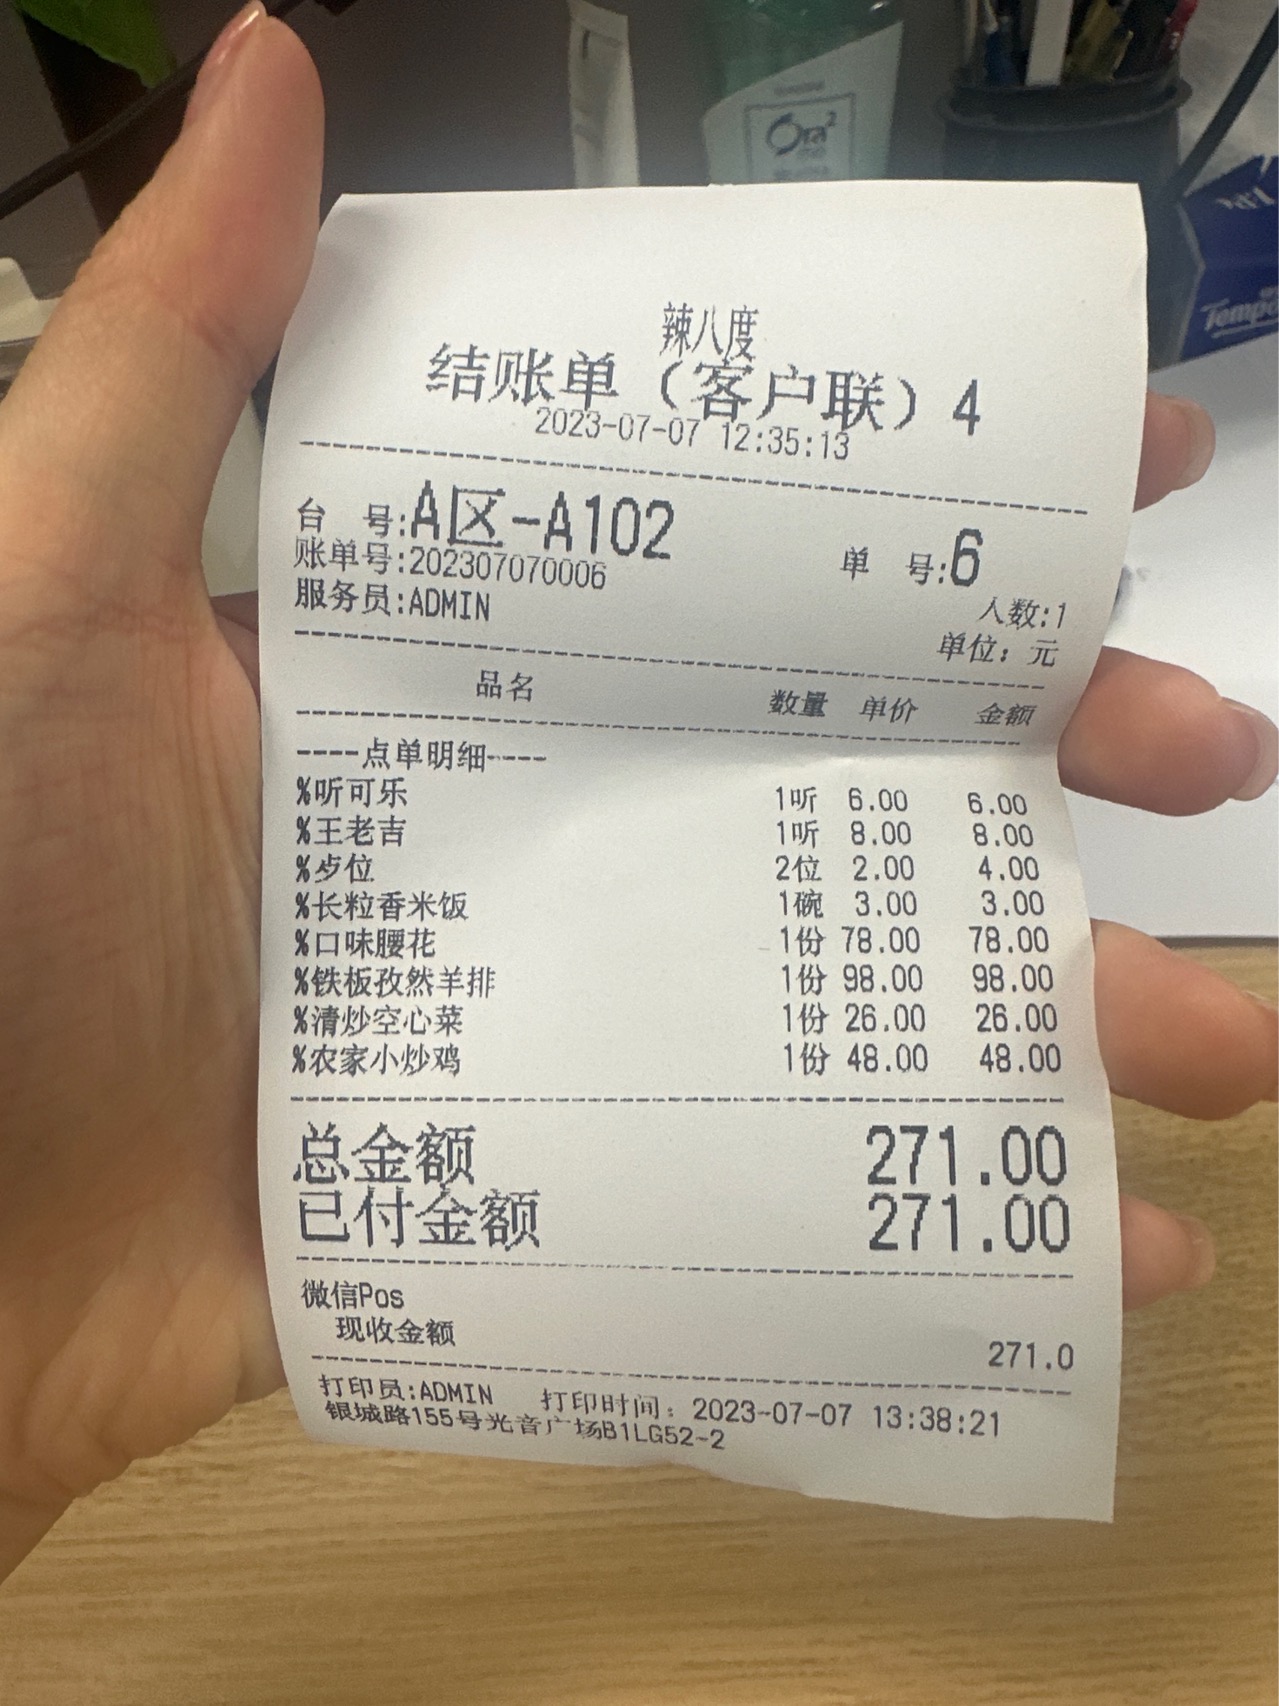 Ora²
Tempo
辣八度
结账单（客户联）4
2023-07-07 12:35:13
台 号:A区-A102 单 号:6
账单号:202307070006
服务员:ADMIN 人数:1
单位：元
品名 数量 单价 金额
----点单明细----
%听可乐 1听 6.00 6.00
%王老吉 1听 8.00 8.00
%歺位 2位 2.00 4.00
%长粒香米饭 1碗 3.00 3.00
%口味腰花 1份 78.00 78.00
%铁板孜然羊排 1份 98.00 98.00
%清炒空心菜 1份 26.00 26.00
%农家小炒鸡 1份 48.00 48.00
总金额 271.00
已付金额 271.00
微信Pos
现收金额 271.0
打印员:ADMIN 打印时间：2023-07-07 13:38:21
银城路155号光音广场B1LG52-2